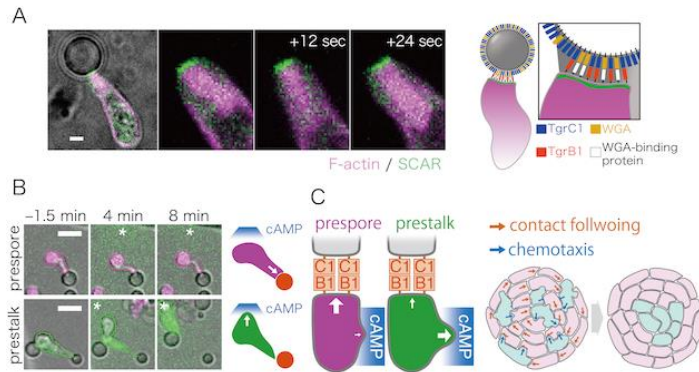 A
+12 sec
+24 sec
F-actin / SCAR
TgrC1
WGA
TgrB1
WGA-binding
protein
B
-1.5 min
4 min
8 min
prespore
prestalk
*
*
*
*
cAMP
cAMP
C
prespore
prestalk
C1 C1
B1 B1
C1 C1
B1 B1
cAMP
cAMP
contact follwoing
chemotaxis